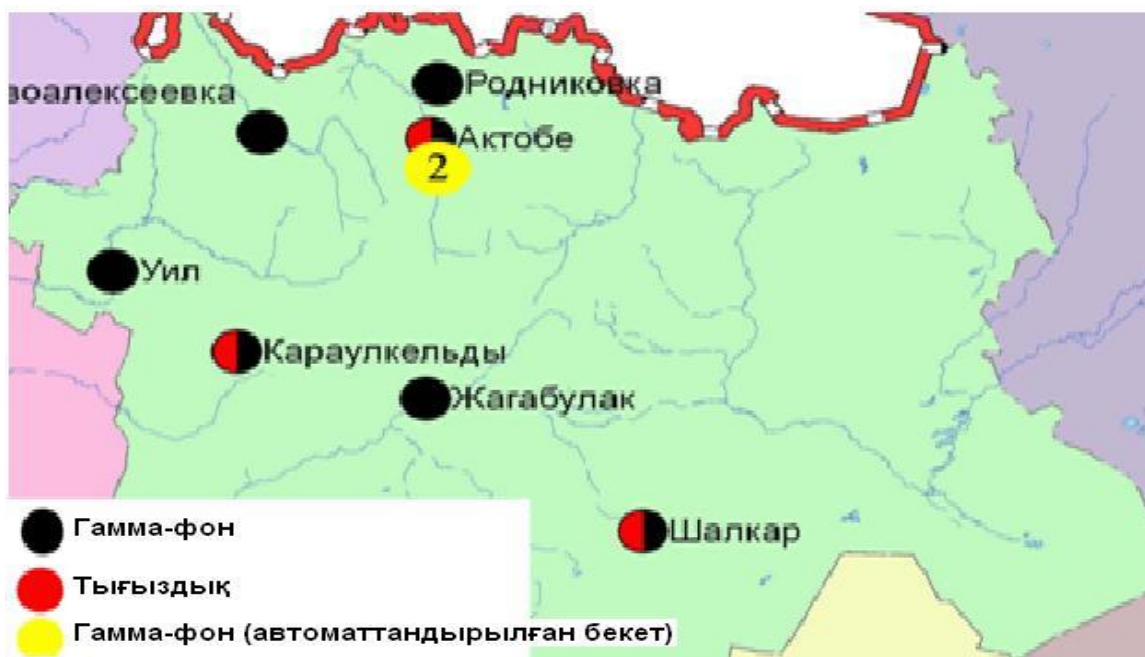 Родниковка
воалексеевка
Актобе
2
Уил
Караулкельды
Жагабулак
Шалкар
Гамма-фон
Тығыздық
Гамма-фон (автоматтандырылған бекет)